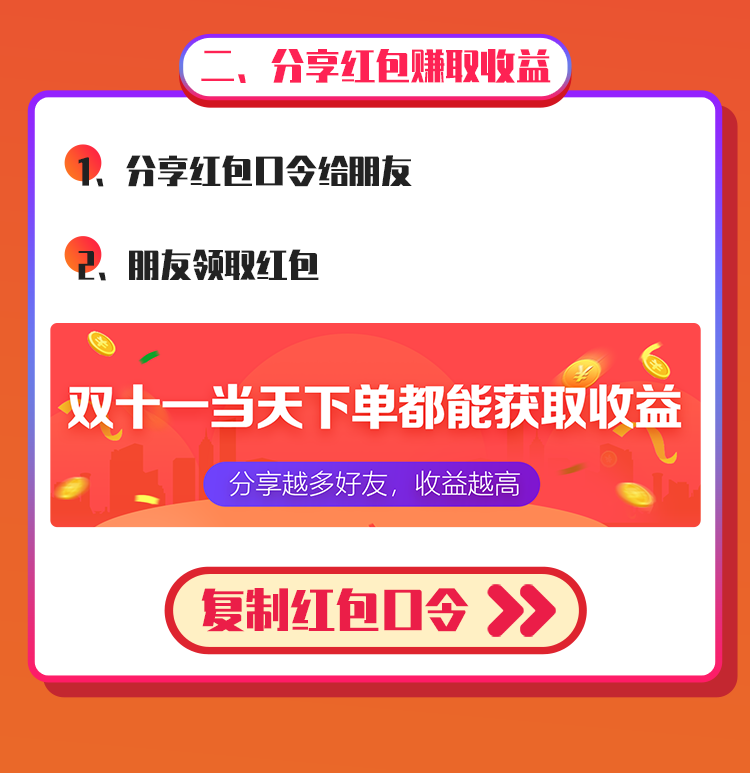 二、分享红包赚取收益
1、分享红包口令给朋友
2、朋友领取红包
双十一当天下单都能获取收益
分享越多好友，收益越高
复制红包口令